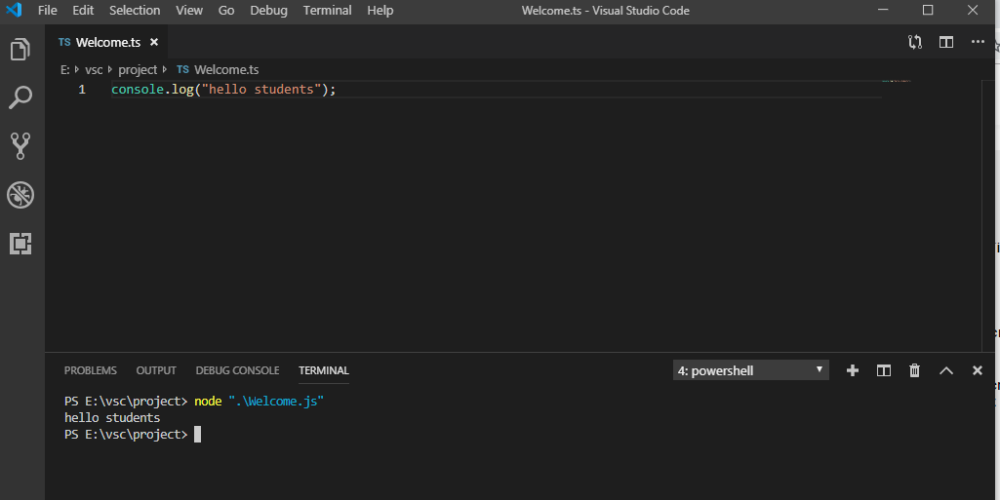 File Edit Selection View Go Debug Terminal Help Welcome.ts - Visual Studio Code
TS Welcome.ts
E: vsc project TS Welcome.ts
1 console.log("hello students");
PROBLEMS OUTPUT DEBUG CONSOLE TERMINAL 4: powershell
PS E:\vsc\project> node ".\Welcome.js"
hello students
PS E:\vsc\project>